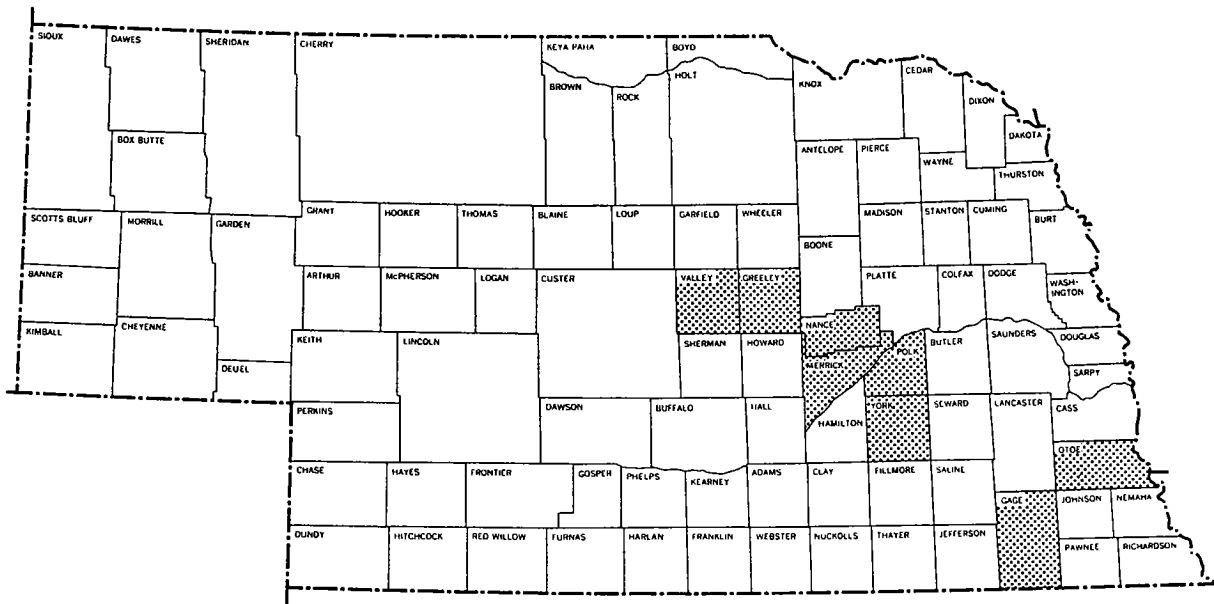 SIOUX
DAWES
SHERIDAN
CHERRY
KEYA PAHA
BOYD
HOLT
BROWN
ROCK
KNOX
CEDAR
DIXON
DAKOTA
BOX BUTTE
ANTELOPE
PIERCE
WAYNE
THURSTON
SCOTTS BLUFF
MORRILL
GARDEN
GRANT
HOOKER
THOMAS
BLAINE
LOUP
GARFIELD
WHEELER
BOONE
MADISON
STANTON
CUMING
BURT
BANNER
ARTHUR
McPHERSON
LOGAN
CUSTER
VALLEY
GREELEY
PLATTE
COLFAX
DODGE
WASH-
INGTON
KIMBALL
CHEYENNE
DEUEL
KEITH
LINCOLN
SHERMAN
HOWARD
NANCE
MERRICK
POLK
BUTLER
SAUNDERS
DOUGLAS
SARPY
PERKINS
DAWSON
BUFFALO
HALL
HAMILTON
YORK
SEWARD
LANCASTER
CASS
OTOE
CHASE
HAYES
FRONTIER
GOSPER
PHELPS
KEARNEY
ADAMS
CLAY
FILLMORE
SALINE
GAGE
JOHNSON
NEMAHA
DUNDY
HITCHCOCK
RED WILLOW
FURNAS
HARLAN
FRANKLIN
WEBSTER
NUCKOLLS
THAYER
JEFFERSON
PAWNEE
RICHARDSON